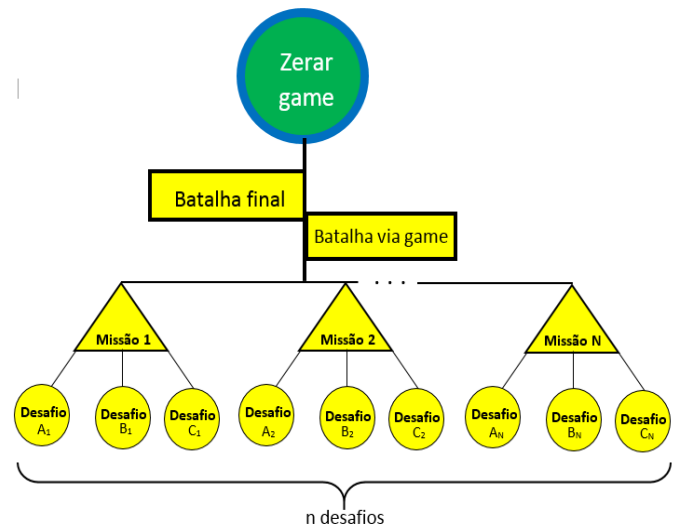 Zerar
game
Batalha final
Batalha via game
. . .
Missão 1
Missão 2
Missão N
Desafio
A₁
Desafio
B₁
Desafio
C₁
Desafio
A₂
Desafio
B₂
Desafio
C₂
Desafio
Aₙ
Desafio
Bₙ
Desafio
Cₙ
n desafios